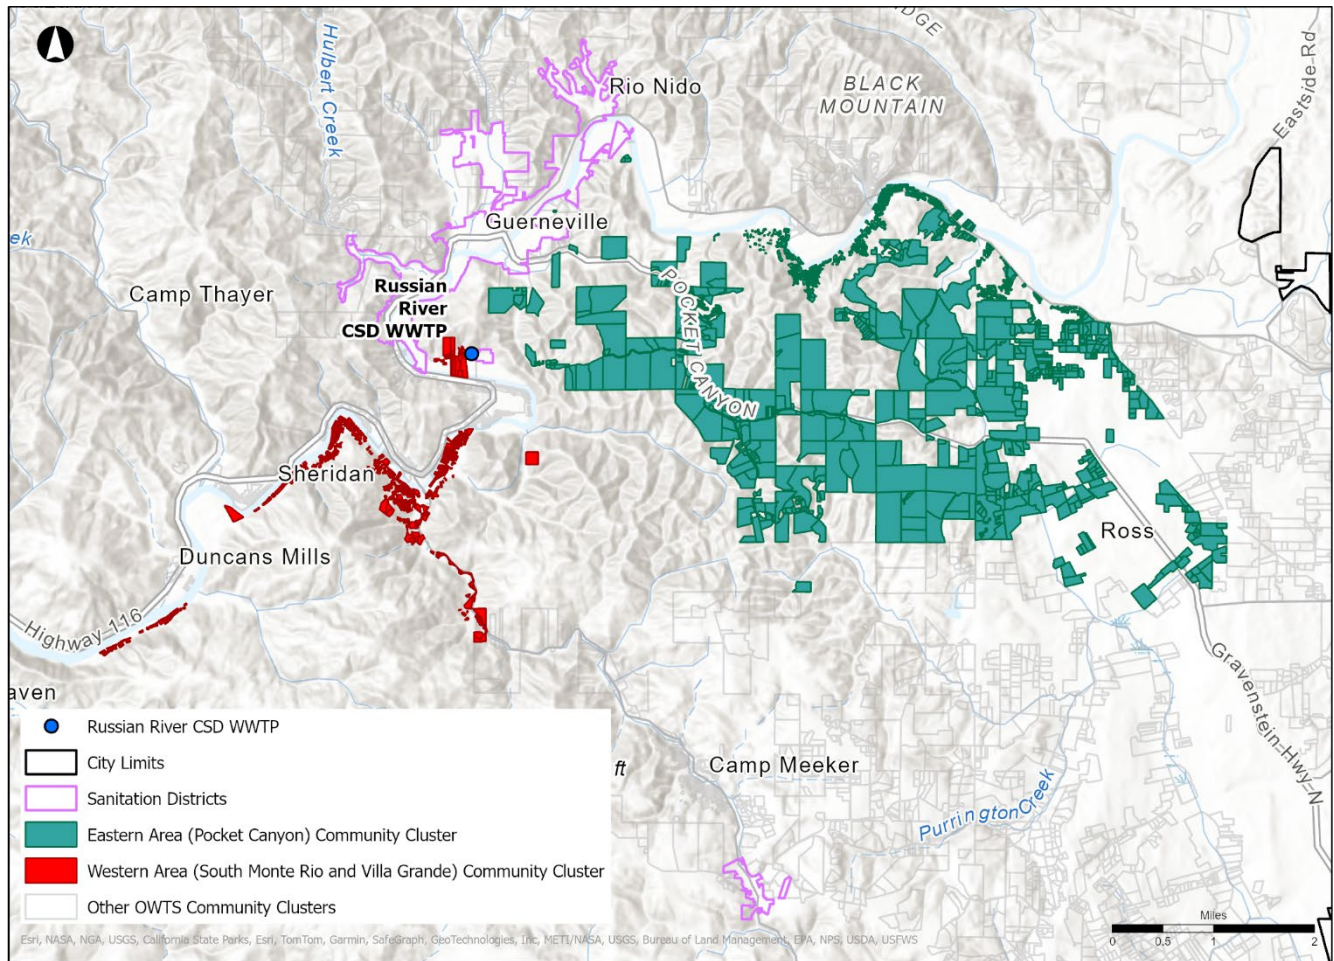 Hulbert Creek
Rio Nido
BLACK
MOUNTAIN
DGE
Eastside-Rd
Guerneville
ek
Camp Thayer
Russian
River
CSD WWTP
POCKET CANYON
Sheridan
Ross
Duncans Mills
Highway 116
aven
Gravenstein-Hwy-N
ft
Camp Meeker
Purrington Creek
Russian River CSD WWTP
City Limits
Sanitation Districts
Eastern Area (Pocket Canyon) Community Cluster
Western Area (South Monte Rio and Villa Grande) Community Cluster
Other OWTS Community Clusters
Miles
0 0.5 1 2
Esri, NASA, NGA, USGS, California State Parks, Esri, TomTom, Garmin, SafeGraph, GeoTechnologies, Inc, METI/NASA, USGS, Bureau of Land Management, EPA, NPS, USDA, USFWS